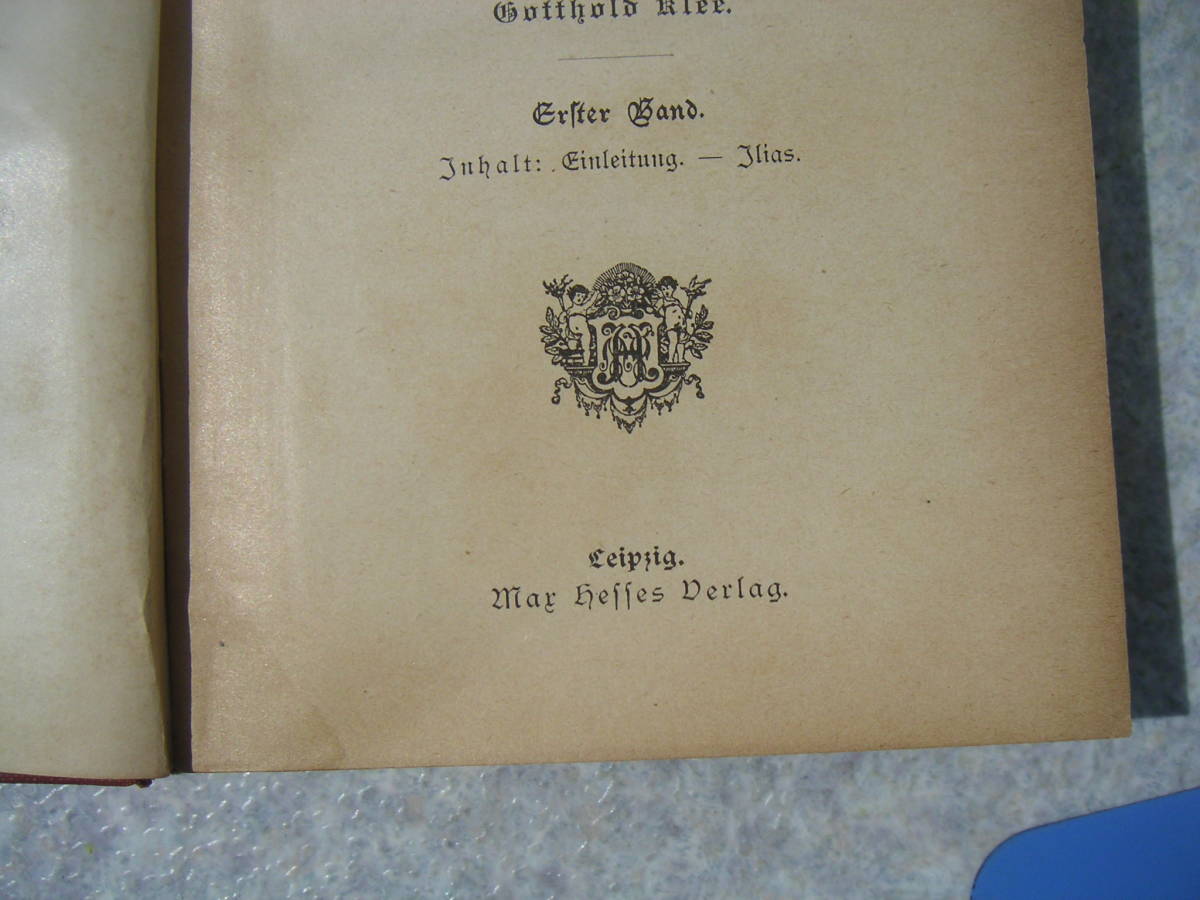 Gotthold Klee.
Erster Band.
Inhalt: Einleitung. — Ilias.
Leipzig.
Max Hesses Verlag.